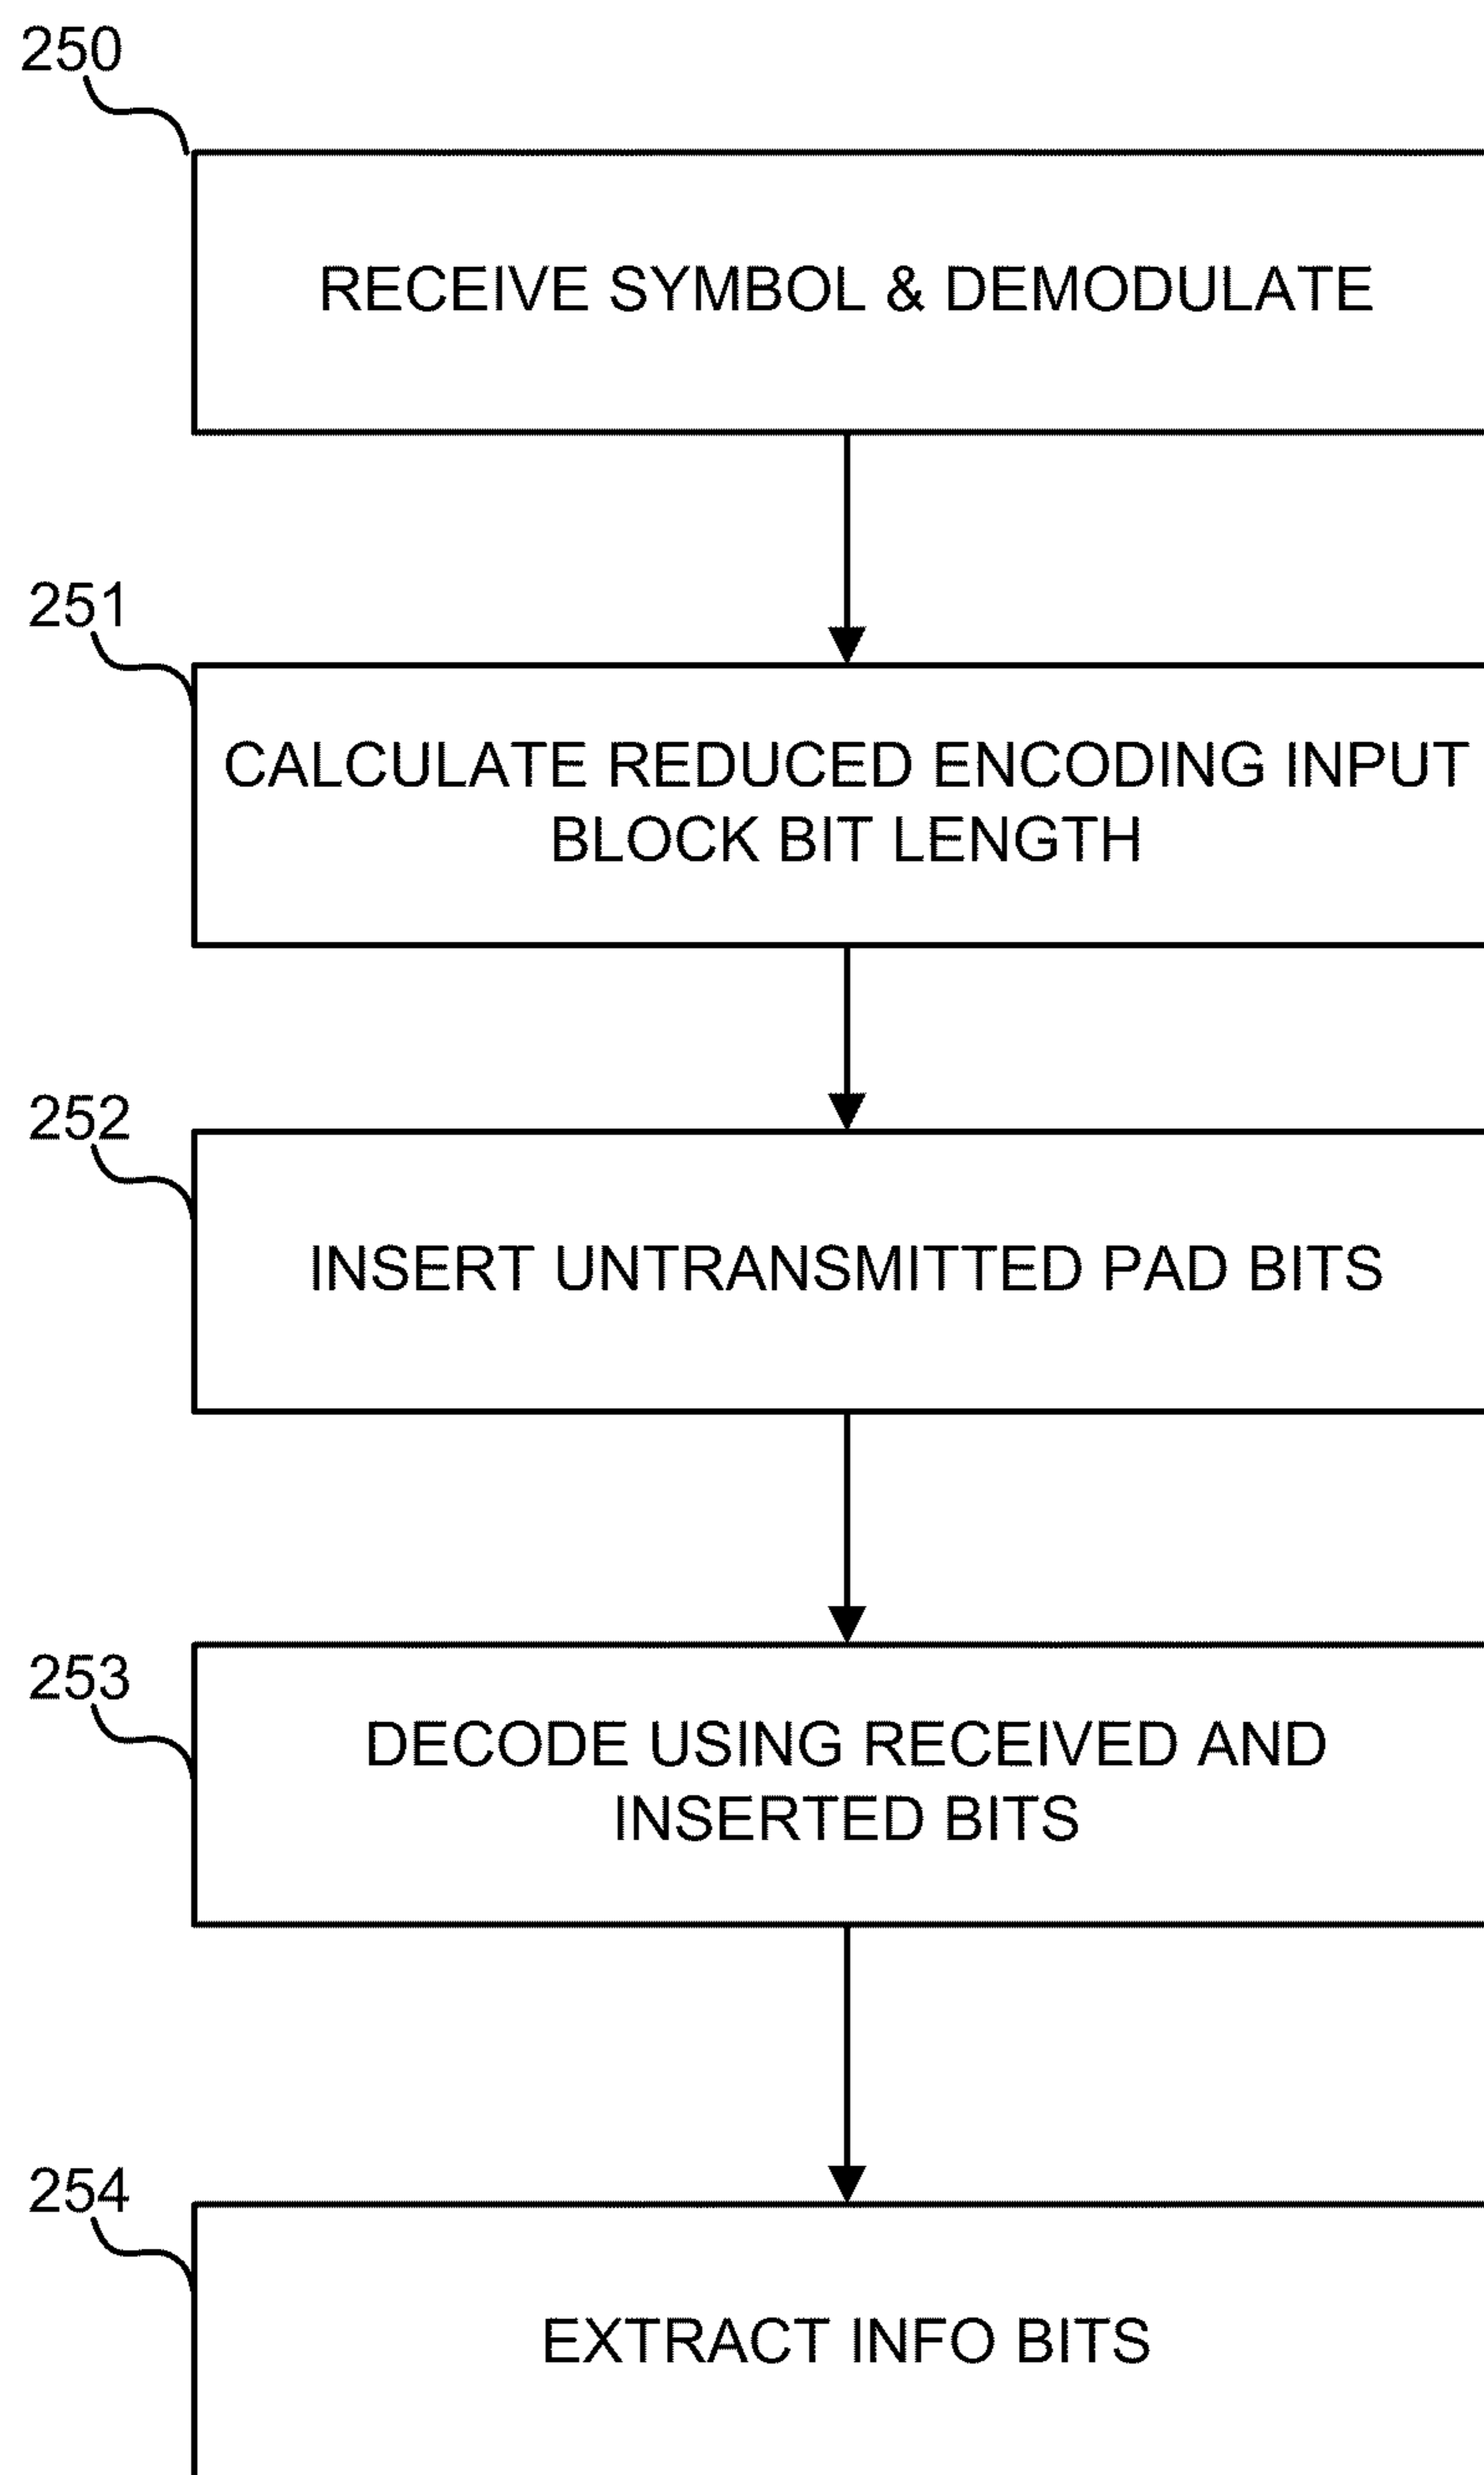 250
RECEIVE SYMBOL & DEMODULATE
251
CALCULATE REDUCED ENCODING INPUT
BLOCK BIT LENGTH
252
INSERT UNTRANSMITTED PAD BITS
253
DECODE USING RECEIVED AND
INSERTED BITS
254
EXTRACT INFO BITS